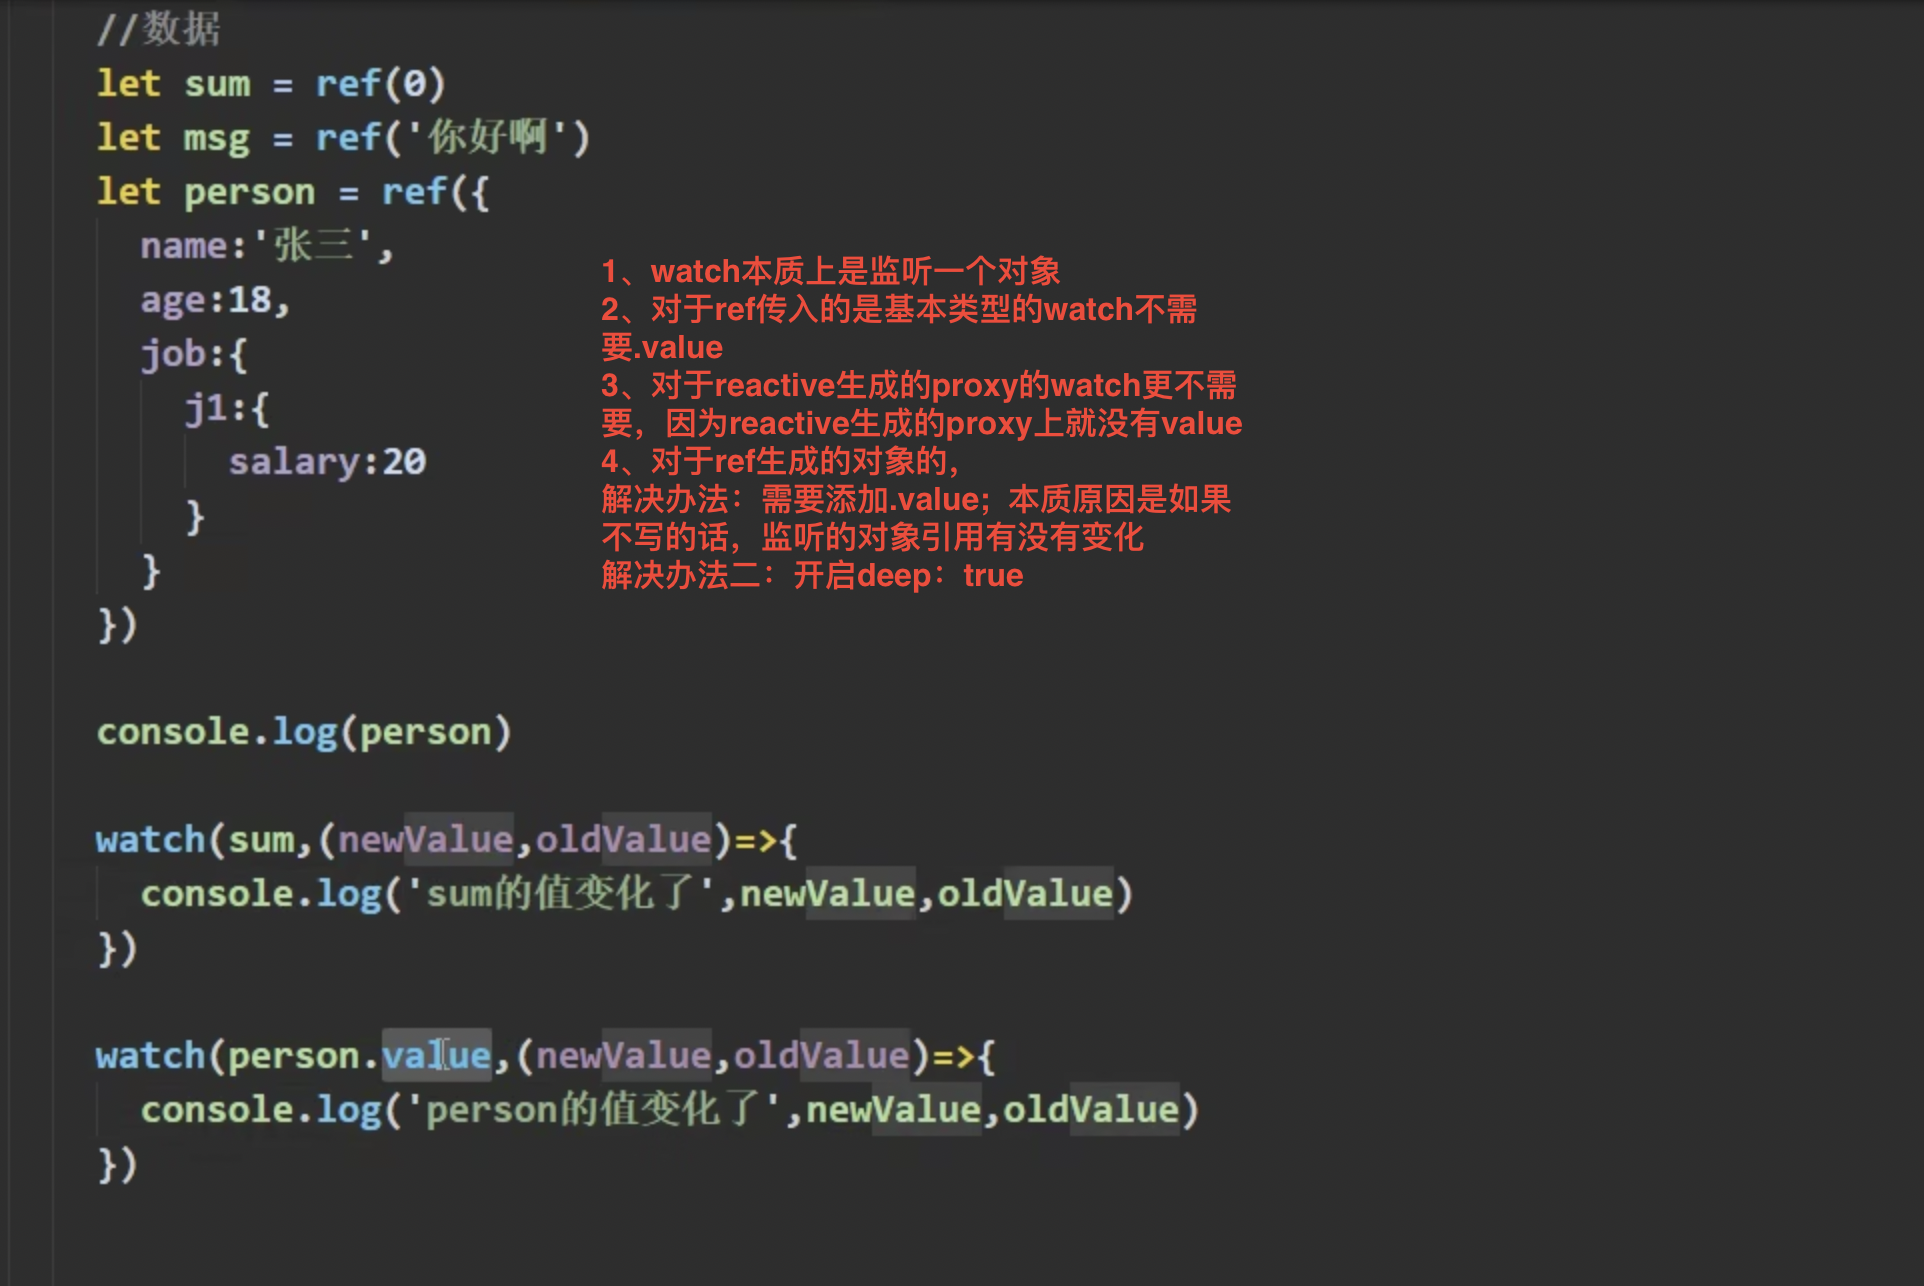 //数据
let sum = ref(0)
let msg = ref('你好啊')
let person = ref({
name:'张三',
age:18,
job:{
j1:{
salary:20
}
}
})
1、watch本质上是监听一个对象
2、对于ref传入的是基本类型的watch不需
要.value
3、对于reactive生成的proxy的watch更不需
要，因为reactive生成的proxy上就没有value
4、对于ref生成的对象的，
解决办法：需要添加.value；本质原因是如果
不写的话，监听的对象引用有没有变化
解决办法二：开启deep：true
console.log(person)
watch(sum,(newValue,oldValue)=>{
console.log('sum的值变化了',newValue,oldValue)
})
watch(person.value,(newValue,oldValue)=>{
console.log('person的值变化了',newValue,oldValue)
})